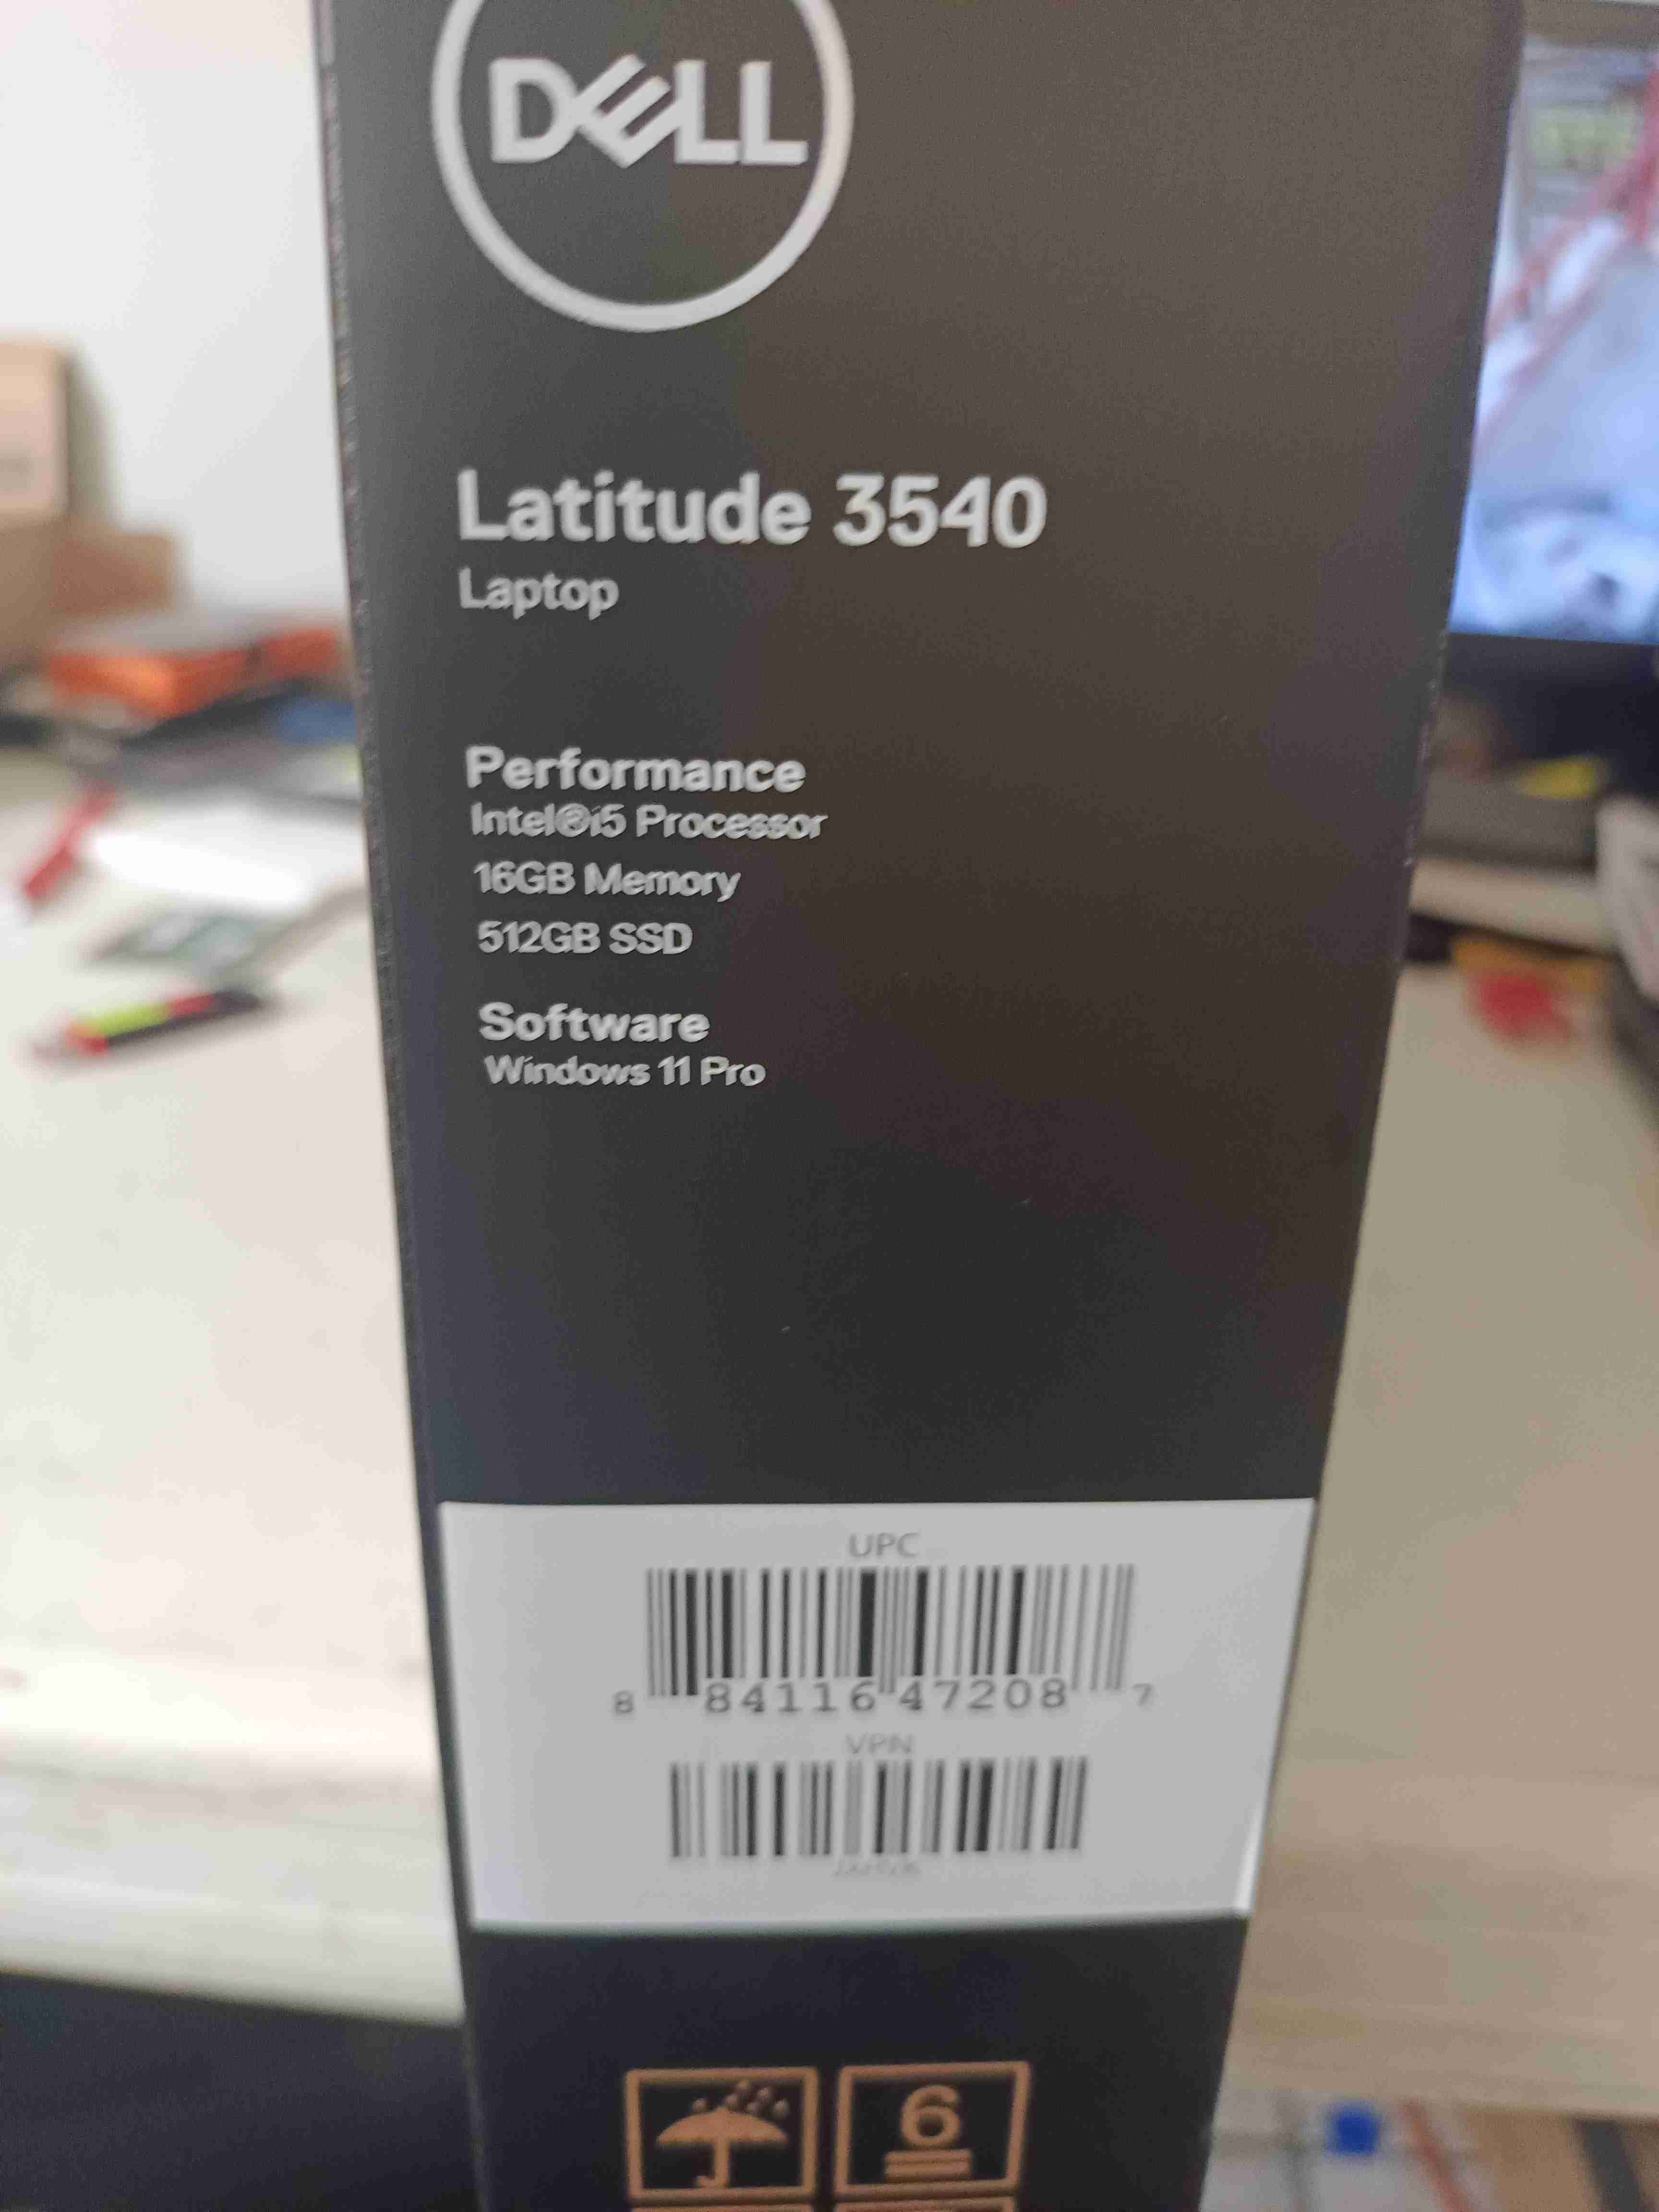 DELL
Latitude 3540
Laptop
Performance
Intel®i5 Processor
16GB Memory
512GB SSD
Software
Windows 11 Pro
UPC
8 84116 47208 7
VPN
6